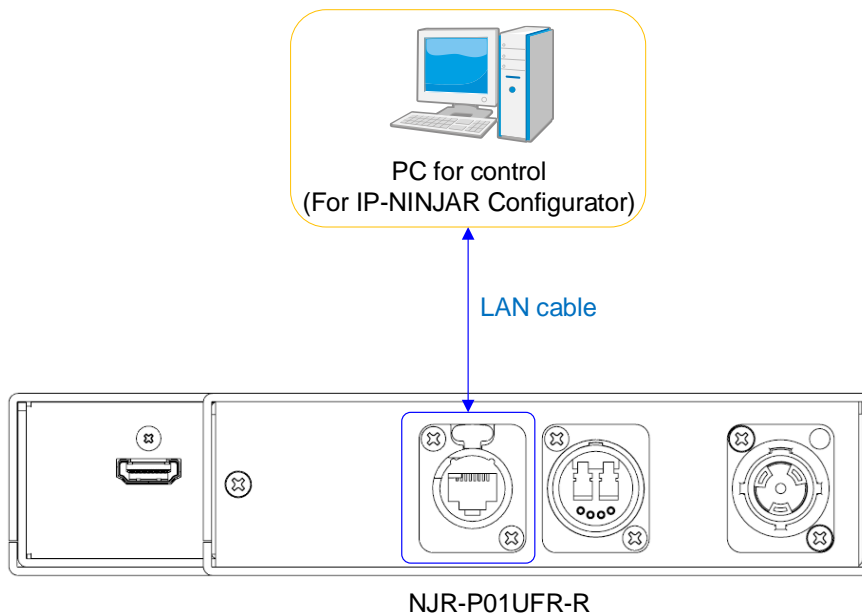 PC for control
(For IP-NINJAR Configurator)
LAN cable
NJR-P01UFR-R